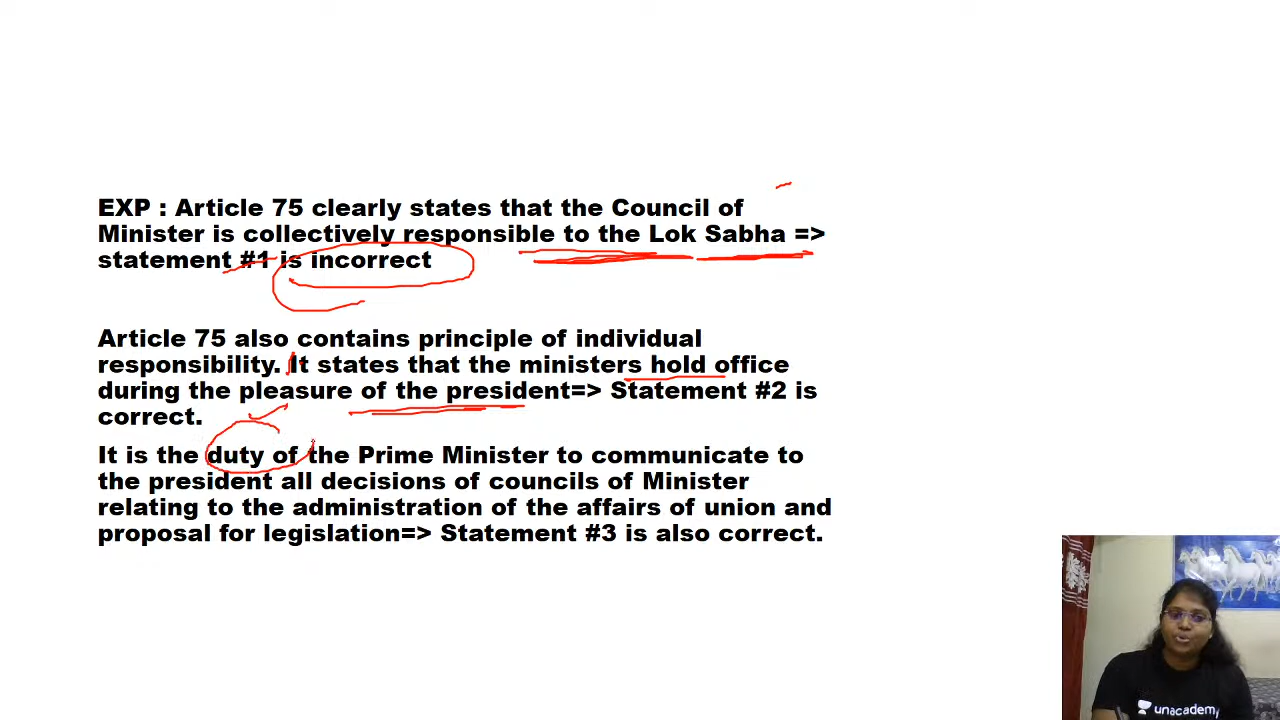 EXP : Article 75 clearly states that the Council of
Minister is collectively responsible to the Lok Sabha =>
statement #1 is incorrect
Article 75 also contains principle of individual
responsibility. It states that the ministers hold office
during the pleasure of the president=> Statement #2 is
correct.
It is the duty of the Prime Minister to communicate to
the president all decisions of councils of Minister
relating to the administration of the affairs of union and
proposal for legislation=> Statement #3 is also correct.
unacademy